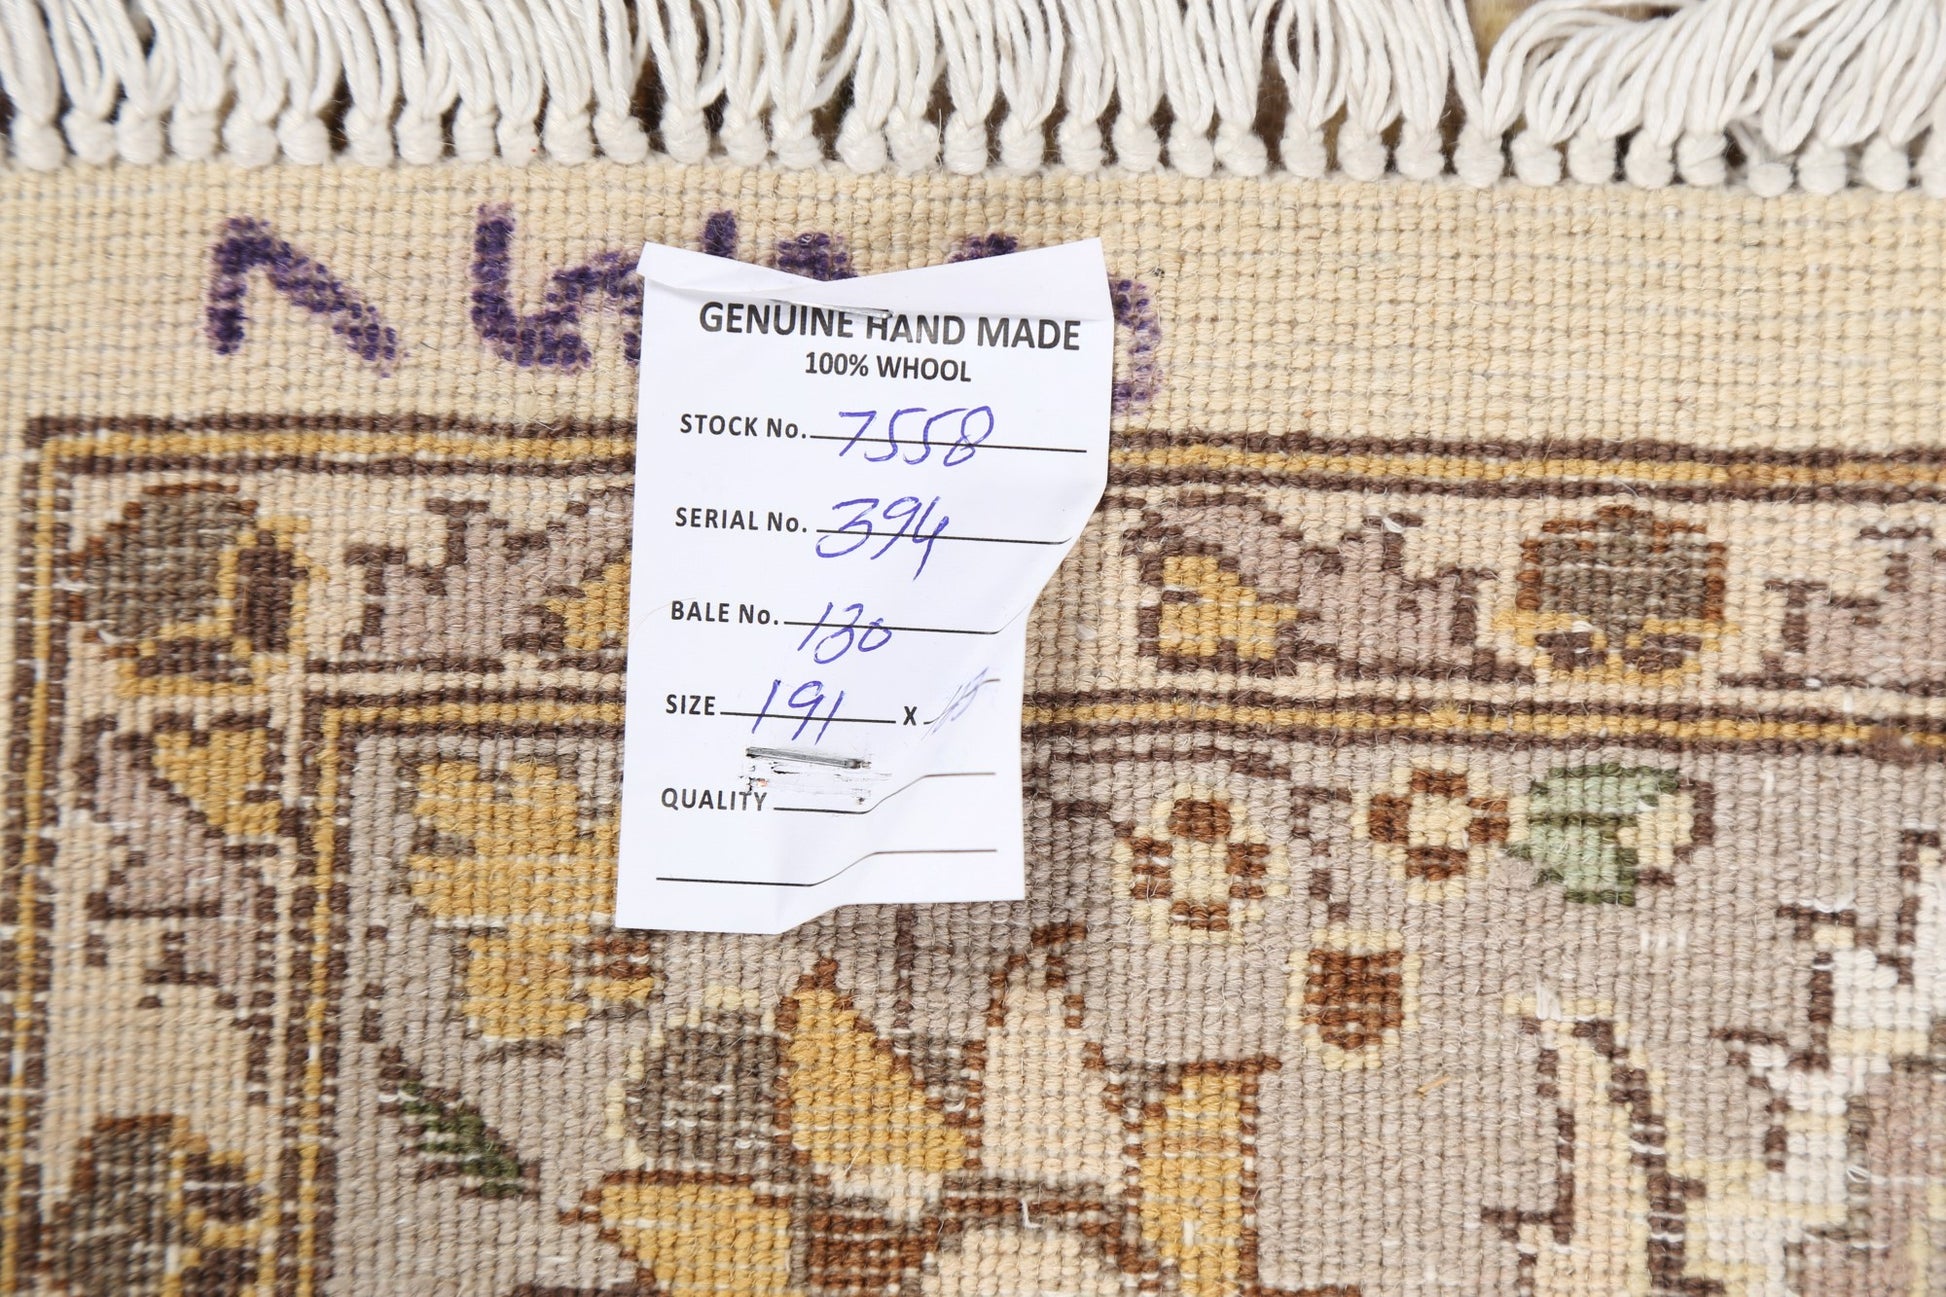 GENUINE HAND MADE
100% WHOOL
STOCK No. 7558
SERIAL No. 394
BALE No. 130
SIZE 191 X
QUALITY